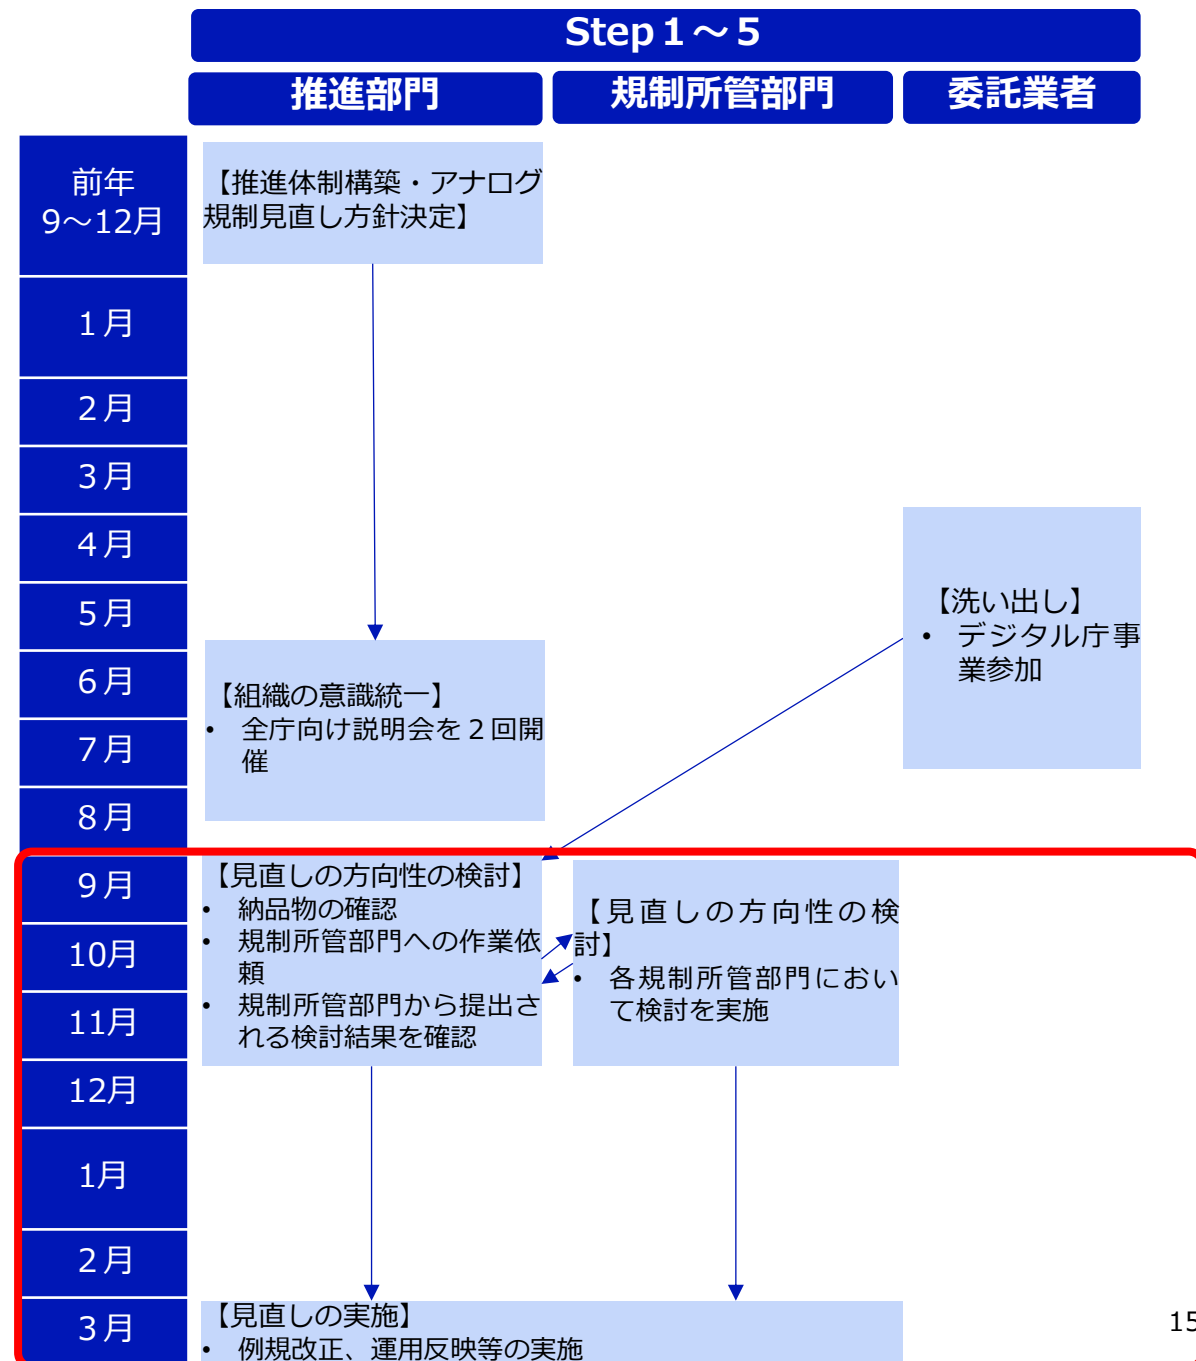 Step１～５
推進部門
規制所管部門
委託業者
前年
9～12月
【推進体制構築・アナログ
規制見直し方針決定】
１月
２月
３月
４月
５月
６月
７月
８月
【洗い出し】
• デジタル庁事
業参加
【組織の意識統一】
• 全庁向け説明会を２回開
催
９月
10月
11月
12月
1月
２月
３月
【見直しの方向性の検討】
• 納品物の確認
• 規制所管部門への作業依
頼
• 規制所管部門から提出さ
れる検討結果を確認
【見直しの方向性の検
討】
• 各規制所管部門におい
て検討を実施
【見直しの実施】
• 例規改正、運用反映等の実施
15